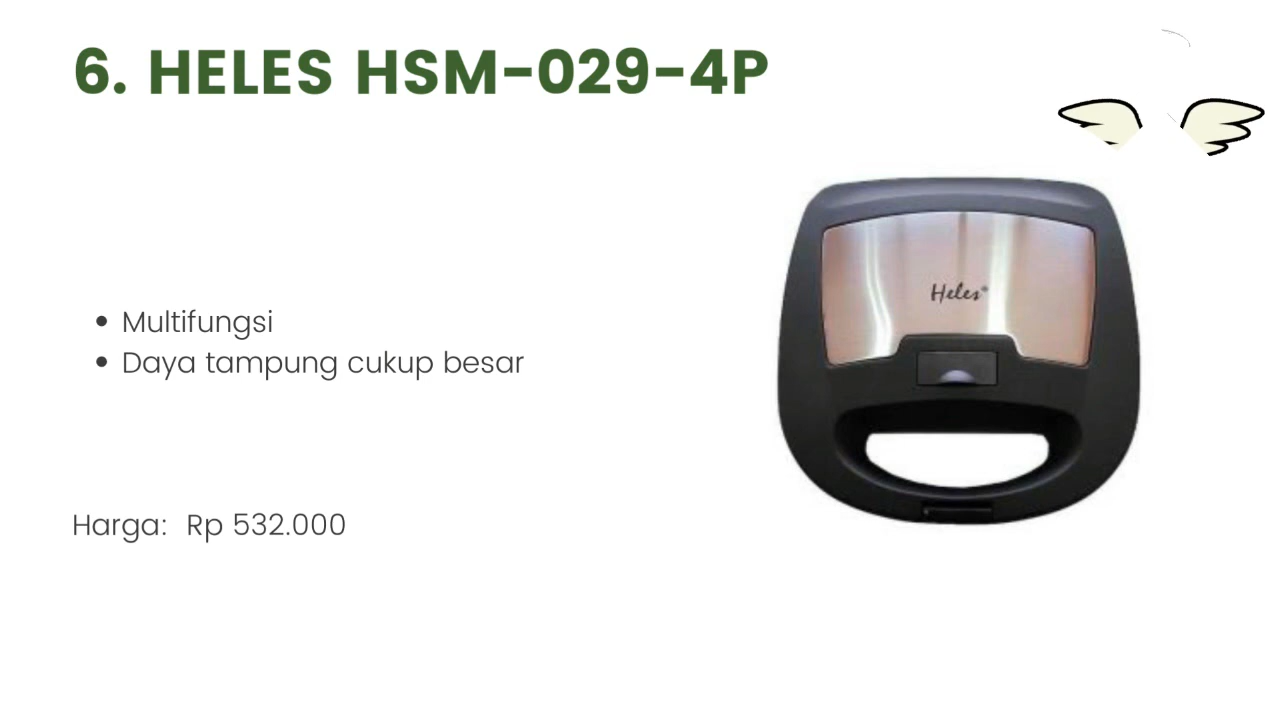 6. HELES HSM-029-4P
Heles®
• Multifungsi
• Daya tampung cukup besar
Harga: Rp 532.000